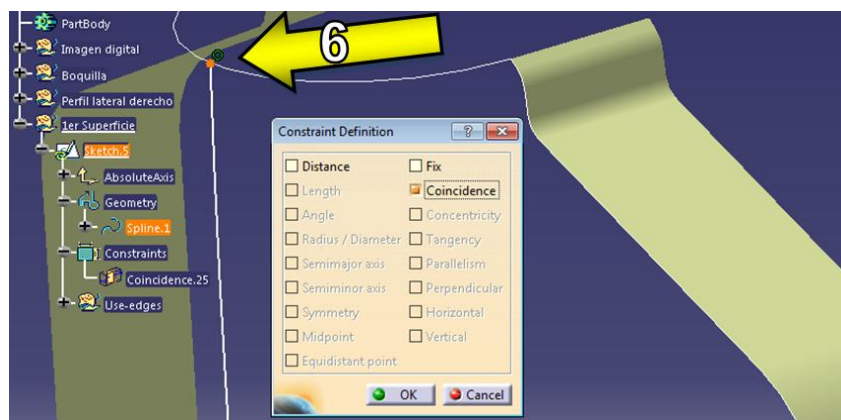 PartBody
Imagen digital
Boquilla
Perfil lateral derecho
1er Superficie
Sketch.5
AbsoluteAxis
Geometry
Spline.1
Constraints
Coincidence.25
Use-edges
6
Constraint Definition
Distance Fix
Length Coincidence
Angle Concentricity
Radius / Diameter Tangency
Semimajor axis Parallelism
Semiminor axis Perpendicular
Symmetry Horizontal
Midpoint Vertical
Equidistant point
OK Cancel